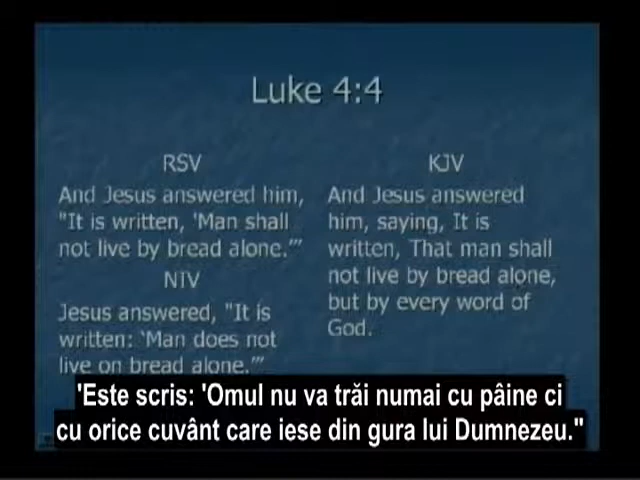 Luke 4:4
RSV
And Jesus answered him,
"It is written, 'Man shall
not live by bread alone.'"
NIV
Jesus answered, "It is
written: 'Man does not
live on bread alone.'"
KJV
And Jesus answered
him, saying, It is
written, That man shall
not live by bread alone,
but by every word of
God.
'Este scris: 'Omul nu va trăi numai cu pâine ci
cu orice cuvânt care iese din gura lui Dumnezeu."